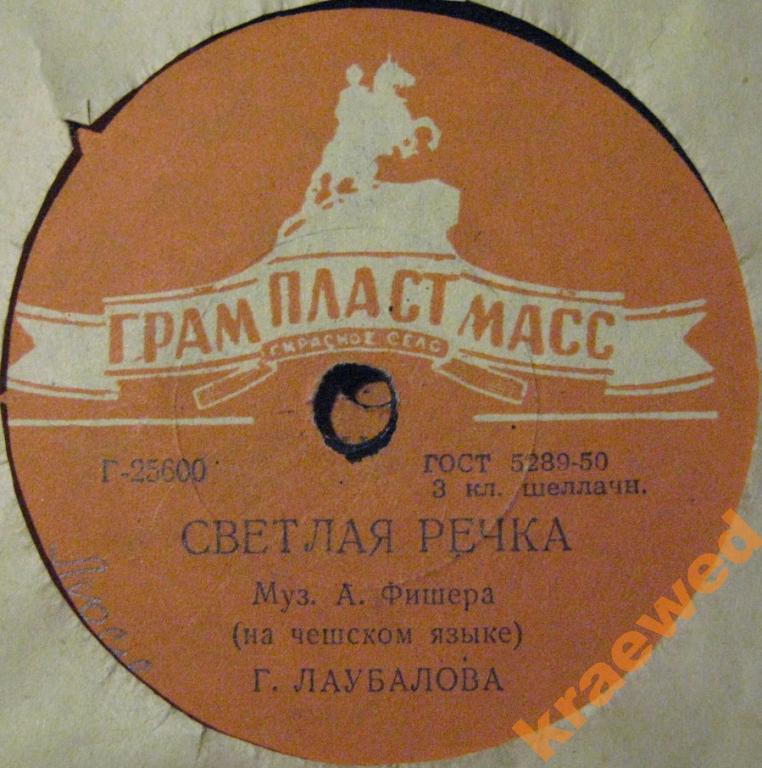 ГРАМПЛАСТМАСС
С. КРАСНОЕ СЕЛО
Г-25600
ГОСТ 5289-50
3 кл. шеллачн.
СВЕТЛАЯ РЕЧКА
Муз. А. Фишера
(на чешском языке)
Г. ЛАУБАЛОВА
kraewed